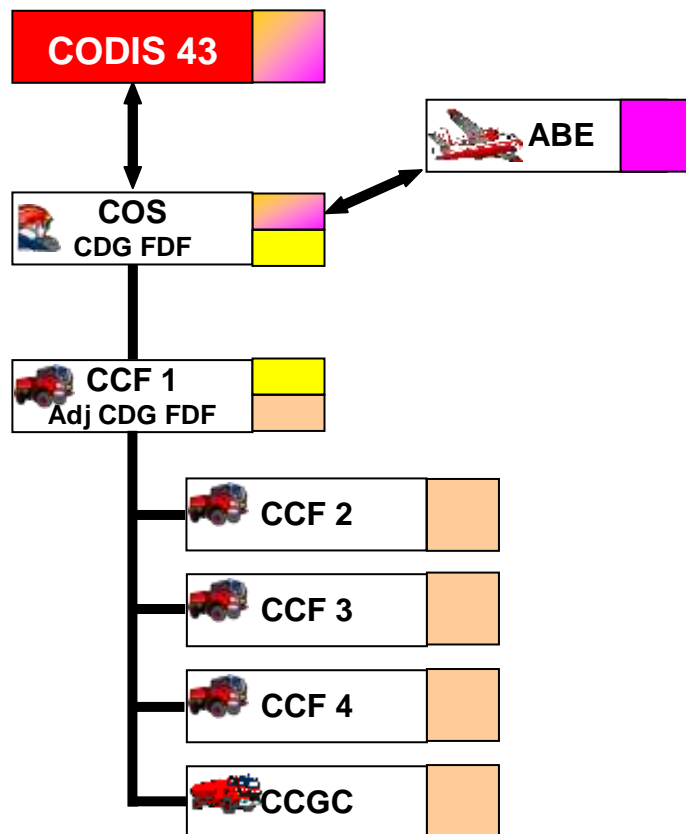 CODIS 43
ABE
COS
CDG FDF
CCF 1
Adj CDG FDF
CCF 2
CCF 3
CCF 4
CCGC